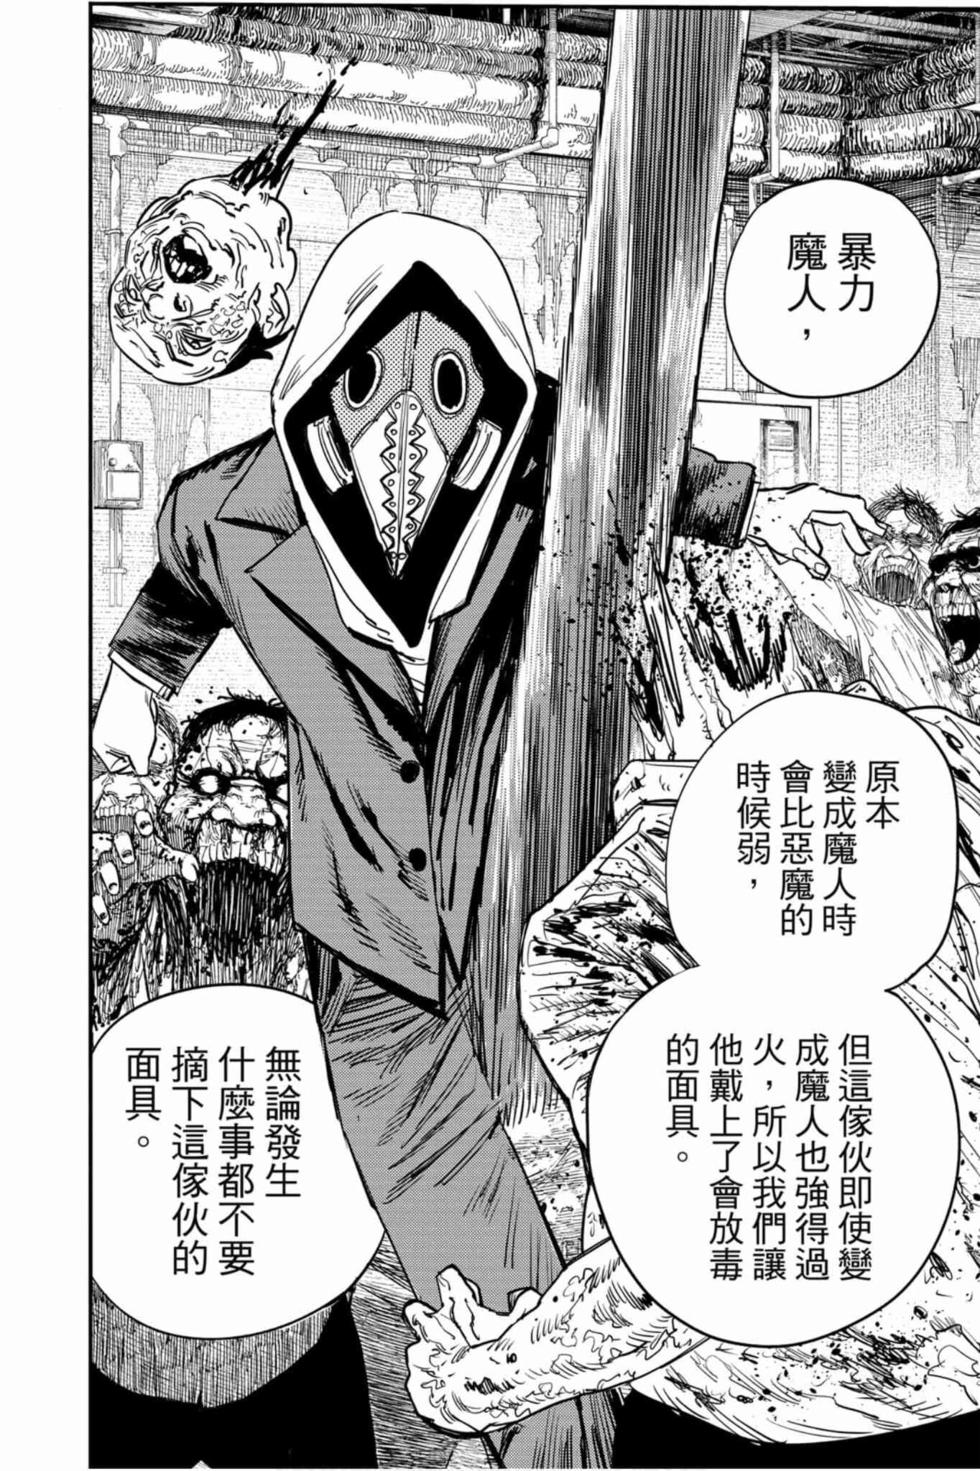 暴力
魔人，
原本
變成魔人時
會比惡魔的
時候弱，
但這傢伙即使變
成魔人也強得過
火，所以我們讓
他戴上了會放毒
的面具。
無論發生
什麼事都不要
摘下這傢伙的
面具。